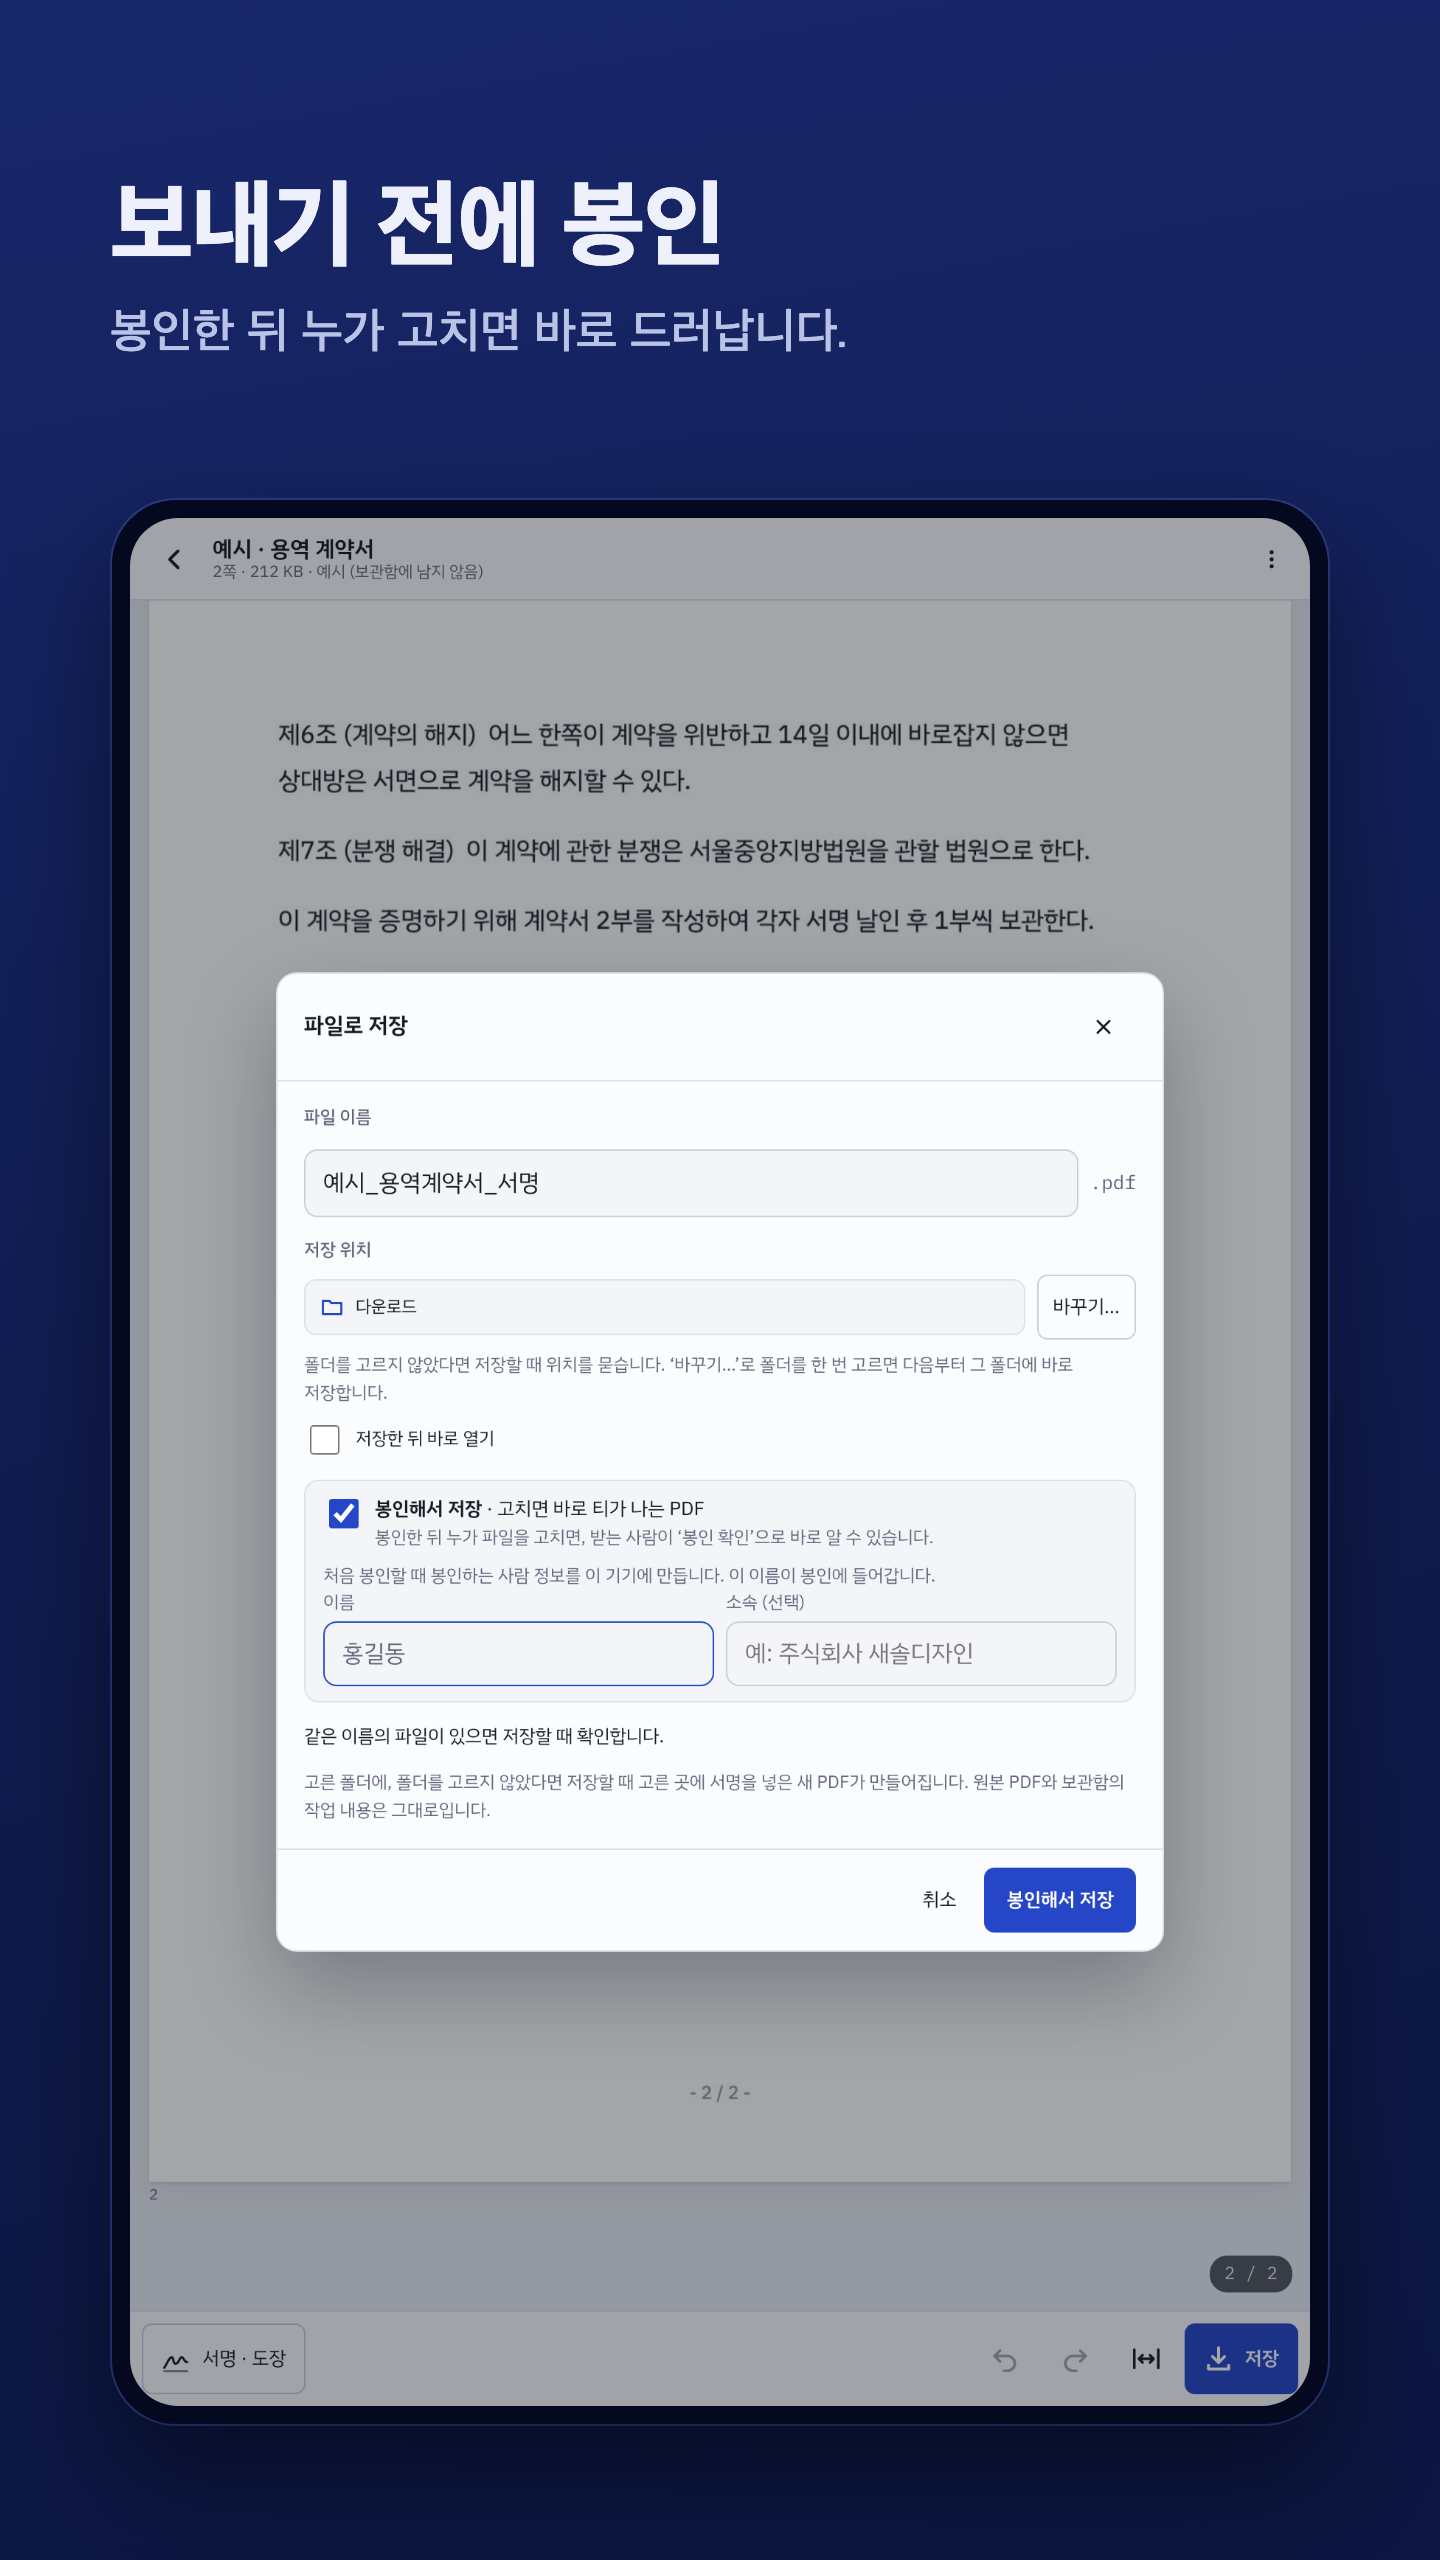 보내기 전에 봉인
봉인한 뒤 누가 고치면 바로 드러납니다.
예시 · 용역 계약서
2쪽 · 212 KB · 예시 (보관함에 남지 않음)
제6조 (계약의 해지) 어느 한쪽이 계약을 위반하고 14일 이내에 바로잡지 않으면
상대방은 서면으로 계약을 해지할 수 있다.
제7조 (분쟁 해결) 이 계약에 관한 분쟁은 서울중앙지방법원을 관할 법원으로 한다.
이 계약을 증명하기 위해 계약서 2부를 작성하여 각자 서명 날인 후 1부씩 보관한다.
파일로 저장
파일 이름
예시_용역계약서_서명
.pdf
저장 위치
다운로드
바꾸기...
폴더를 고르지 않았다면 저장할 때 위치를 묻습니다. ‘바꾸기...’로 폴더를 한 번 고르면 다음부터 그 폴더에 바로
저장합니다.
저장한 뒤 바로 열기
봉인해서 저장 · 고치면 바로 티가 나는 PDF
봉인한 뒤 누가 파일을 고치면, 받는 사람이 ‘봉인 확인’으로 바로 알 수 있습니다.
처음 봉인할 때 봉인하는 사람 정보를 이 기기에 만듭니다. 이 이름이 봉인에 들어갑니다.
이름
소속 (선택)
홍길동
예: 주식회사 새솔디자인
같은 이름의 파일이 있으면 저장할 때 확인합니다.
고른 폴더에, 폴더를 고르지 않았다면 저장할 때 고른 곳에 서명을 넣은 새 PDF가 만들어집니다. 원본 PDF와 보관함의
작업 내용은 그대로입니다.
취소
봉인해서 저장
- 2 / 2 -
2
2 / 2
서명 · 도장
저장